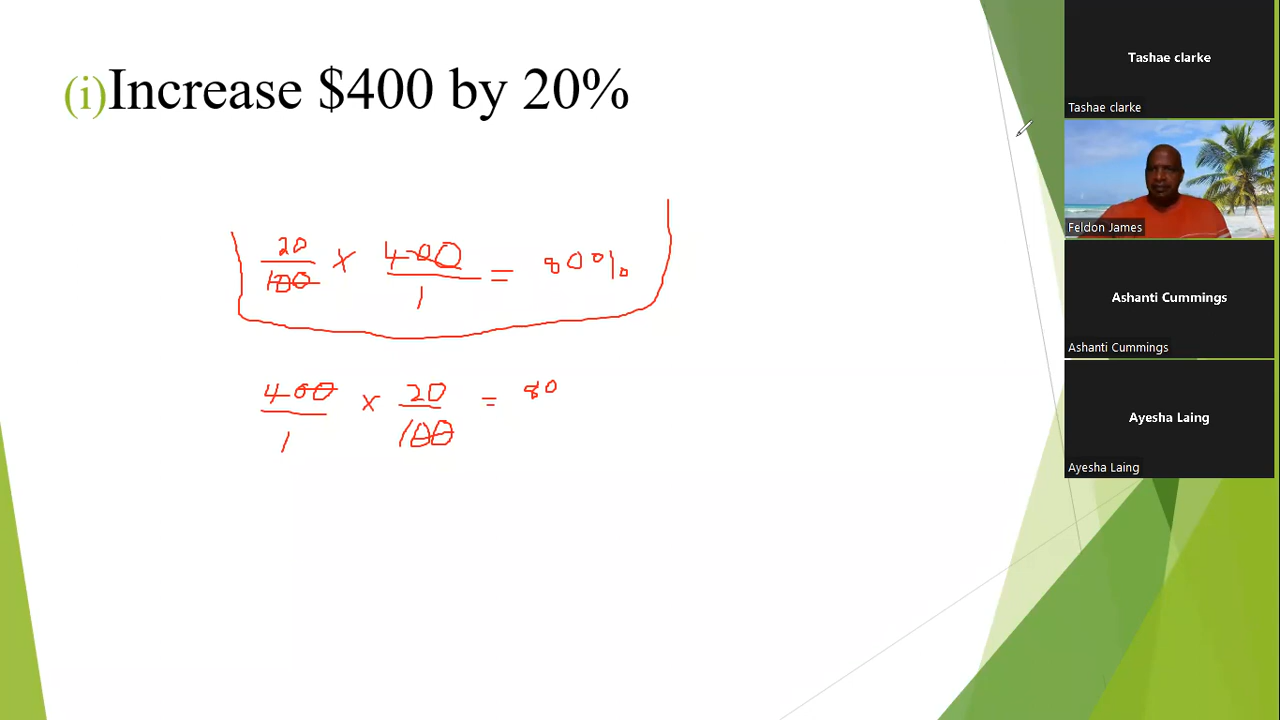 (i)Increase $400 by 20%
20/100 x 400/1 = 80%
400/1 x 20/100 = 80
Tashae clarke
Tashae clarke
Feldon James
Ashanti Cummings
Ashanti Cummings
Ayesha Laing
Ayesha Laing